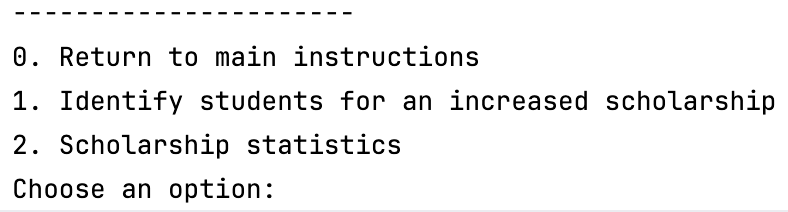 ----------------------
0. Return to main instructions
1. Identify students for an increased scholarship
2. Scholarship statistics
Choose an option: